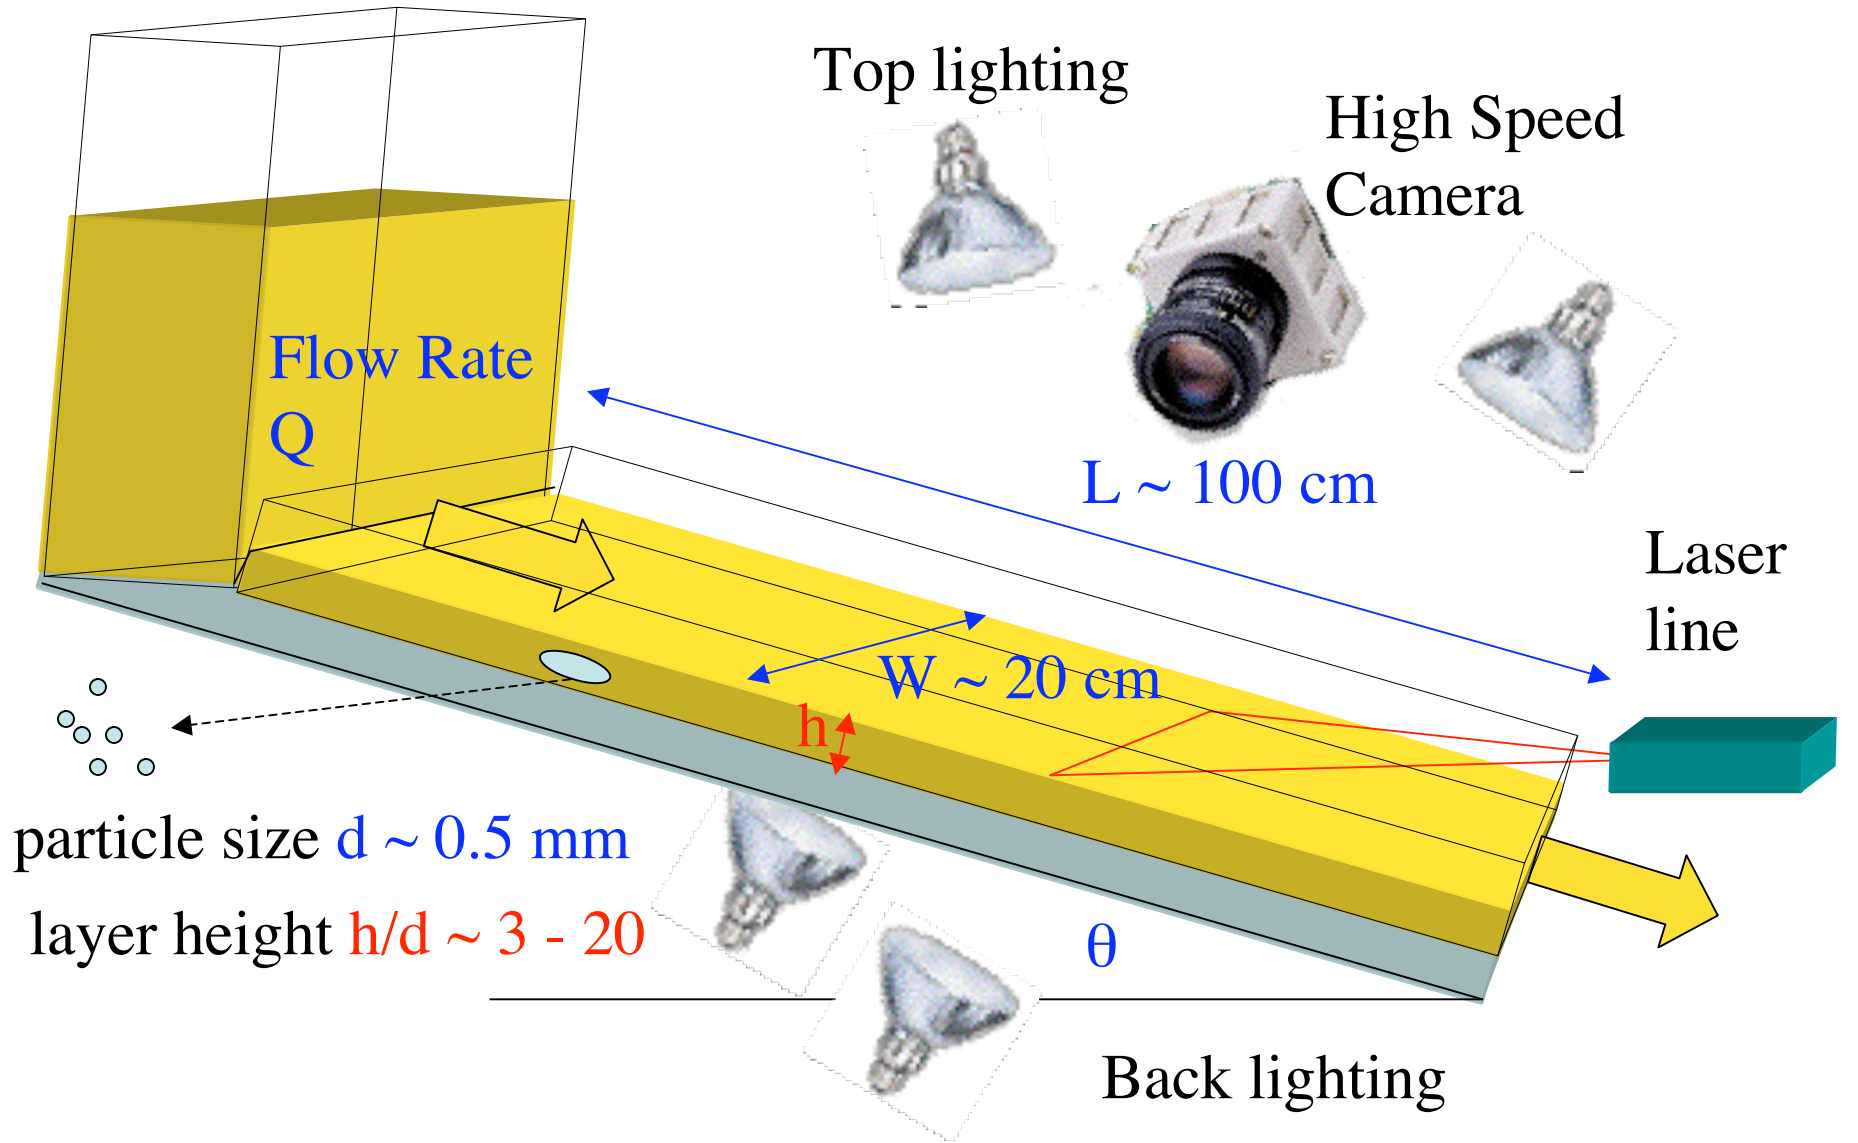 Top lighting
High Speed
Camera
Flow Rate
Q
L ~ 100 cm
Laser
line
W ~ 20 cm
h
particle size d ~ 0.5 mm
layer height h/d ~ 3 - 20
θ
Back lighting